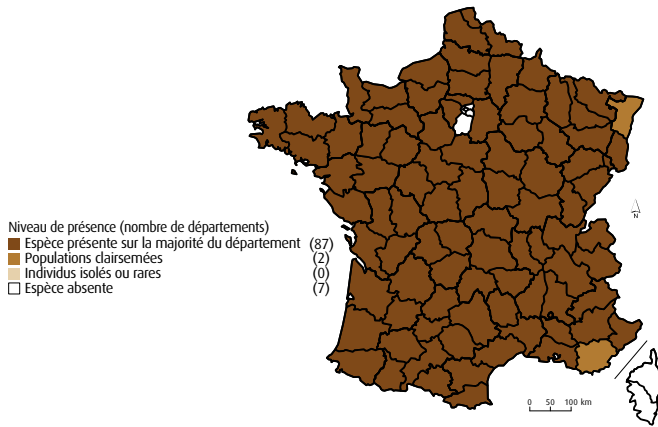 Niveau de présence (nombre de départements)
Espèce présente sur la majorité du département (87)
Populations clairsemées (2)
Individus isolés ou rares (0)
Espèce absente (7)
N
0 50 100 km